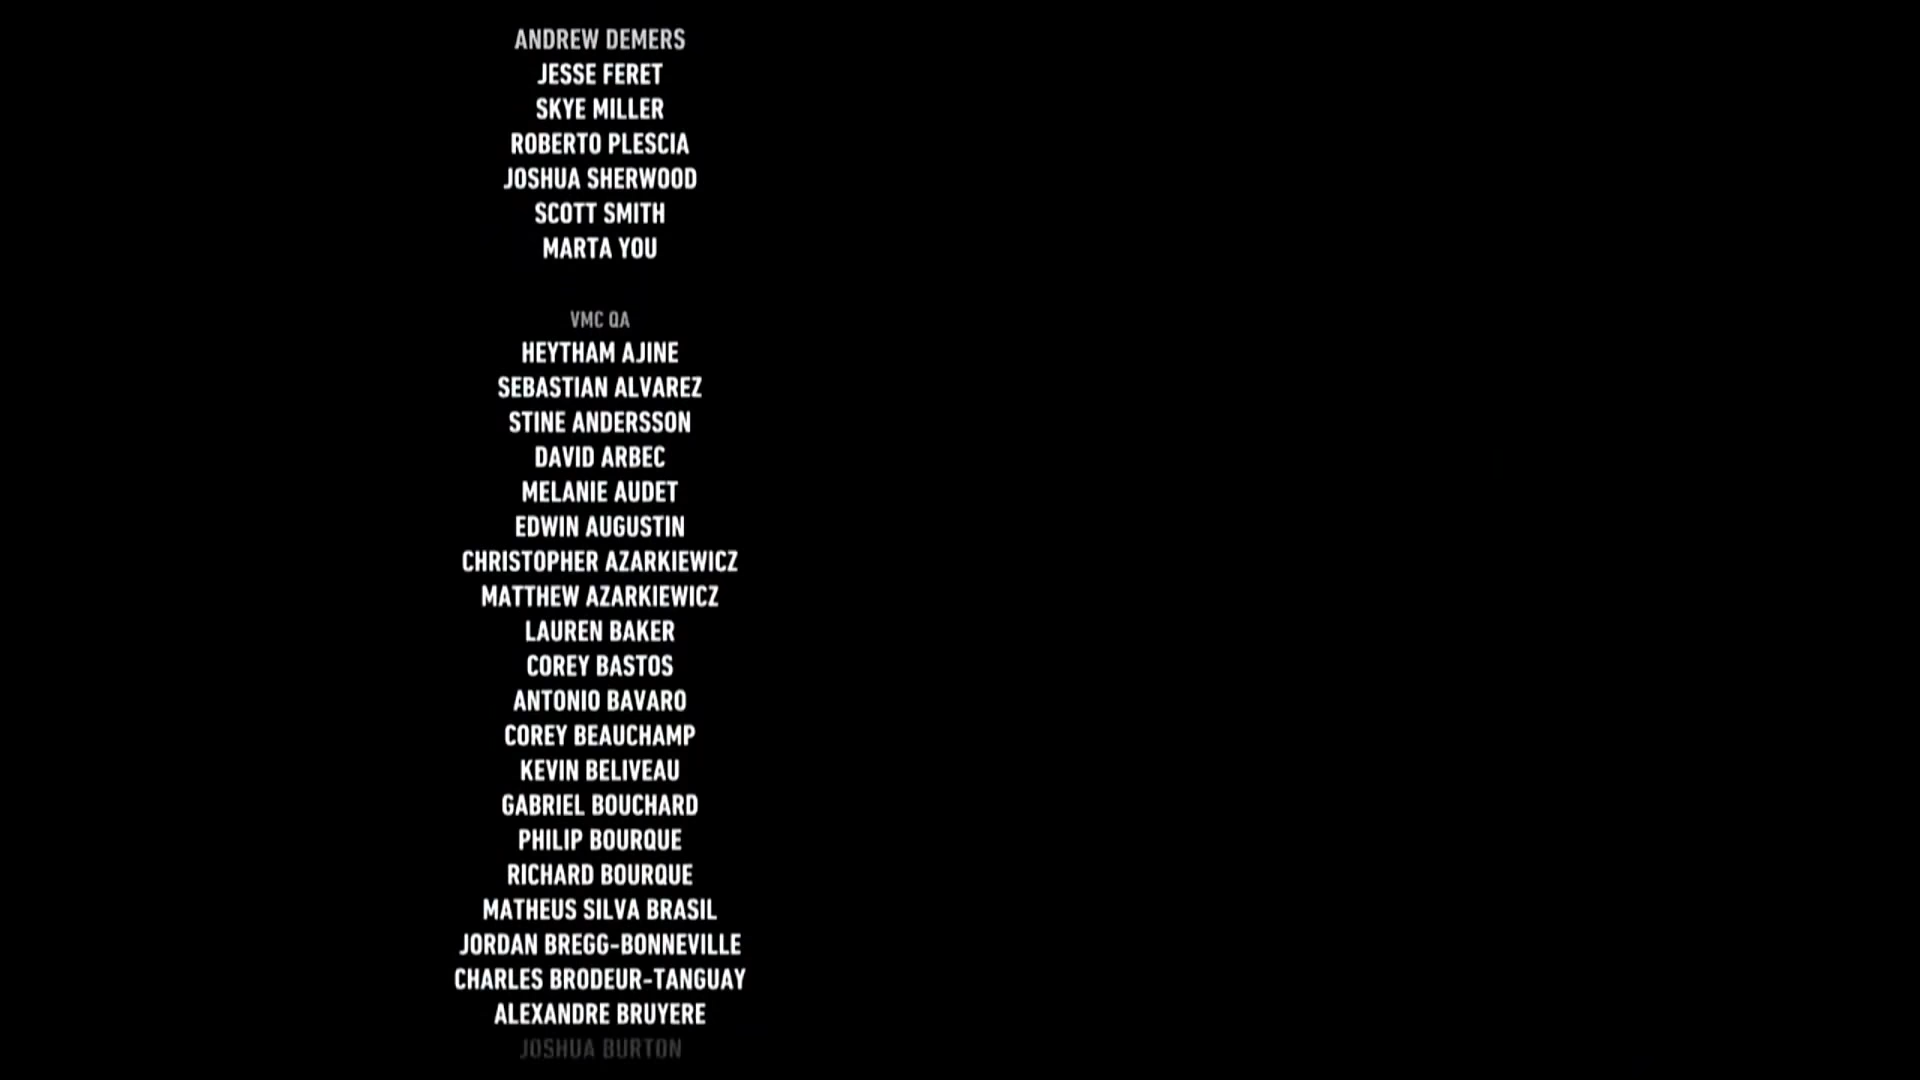 ANDREW DEMERS
JESSE FERET
SKYE MILLER
ROBERTO PLESCIA
JOSHUA SHERWOOD
SCOTT SMITH
MARTA YOU
VMC QA
HEYTHAM AJINE
SEBASTIAN ALVAREZ
STINE ANDERSSON
DAVID ARBEC
MELANIE AUDET
EDWIN AUGUSTIN
CHRISTOPHER AZARKIEWICZ
MATTHEW AZARKIEWICZ
LAUREN BAKER
COREY BASTOS
ANTONIO BAVARO
COREY BEAUCHAMP
KEVIN BELIVEAU
GABRIEL BOUCHARD
PHILIP BOURQUE
RICHARD BOURQUE
MATHEUS SILVA BRASIL
JORDAN BREGG-BONNEVILLE
CHARLES BRODEUR-TANGUAY
ALEXANDRE BRUYERE
JOSHUA BURTON